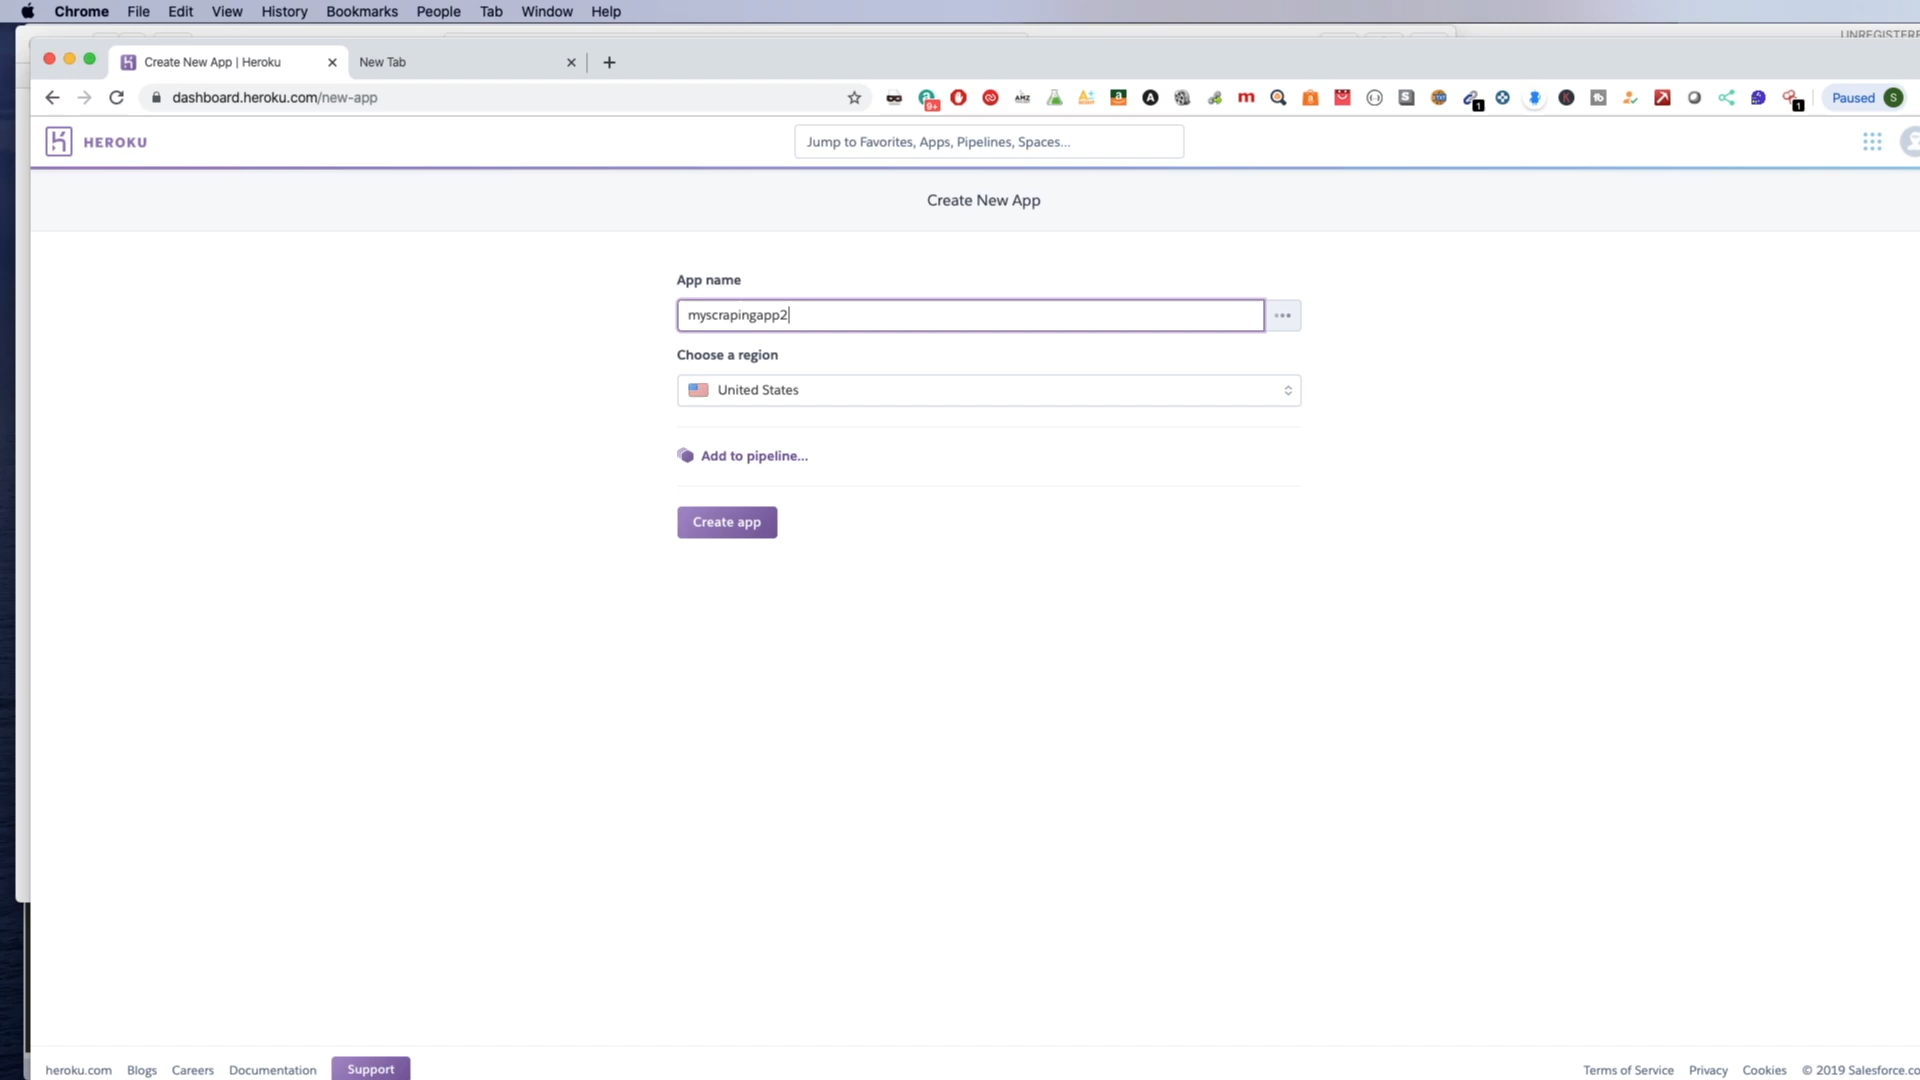 Chrome File Edit View History Bookmarks People Tab Window Help
UNREGISTERE
Create New App | Heroku New Tab
dashboard.heroku.com/new-app Paused S
HEROKU Jump to Favorites, Apps, Pipelines, Spaces...
Create New App
App name
myscrapingapp2
Choose a region
United States
Add to pipeline...
Create app
heroku.com Blogs Careers Documentation Support Terms of Service Privacy Cookies © 2019 Salesforce.co